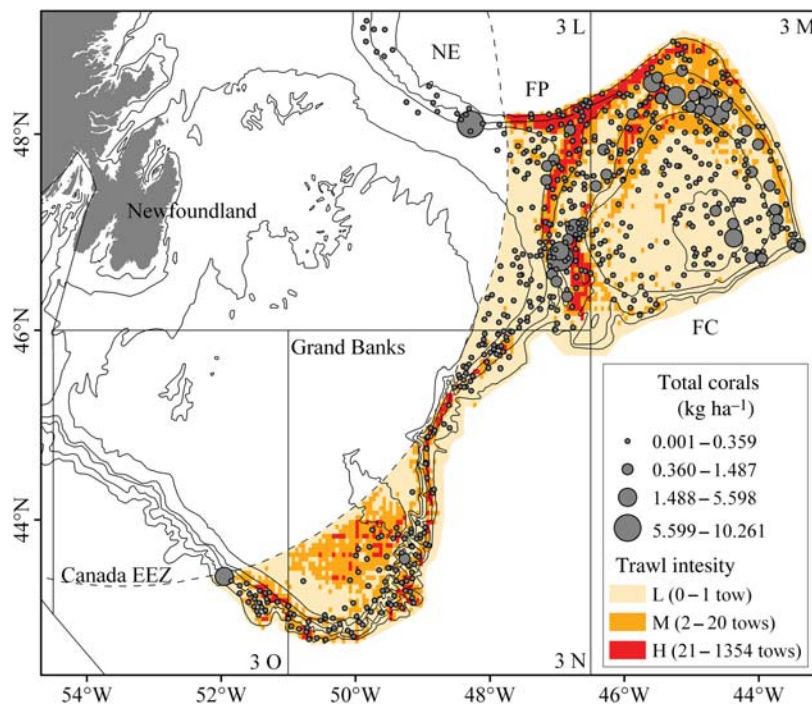 3 L
3 M
NE
FP
48°N
Newfoundland
46°N
FC
Grand Banks
Total corals
(kg ha⁻¹)
0.001 – 0.359
0.360 – 1.487
1.488 – 5.598
5.599 – 10.261
44°N
Canada EEZ
Trawl intesity
L (0 – 1 tow)
M (2 – 20 tows)
H (21 – 1354 tows)
3 O
3 N
54°W
52°W
50°W
48°W
46°W
44°W